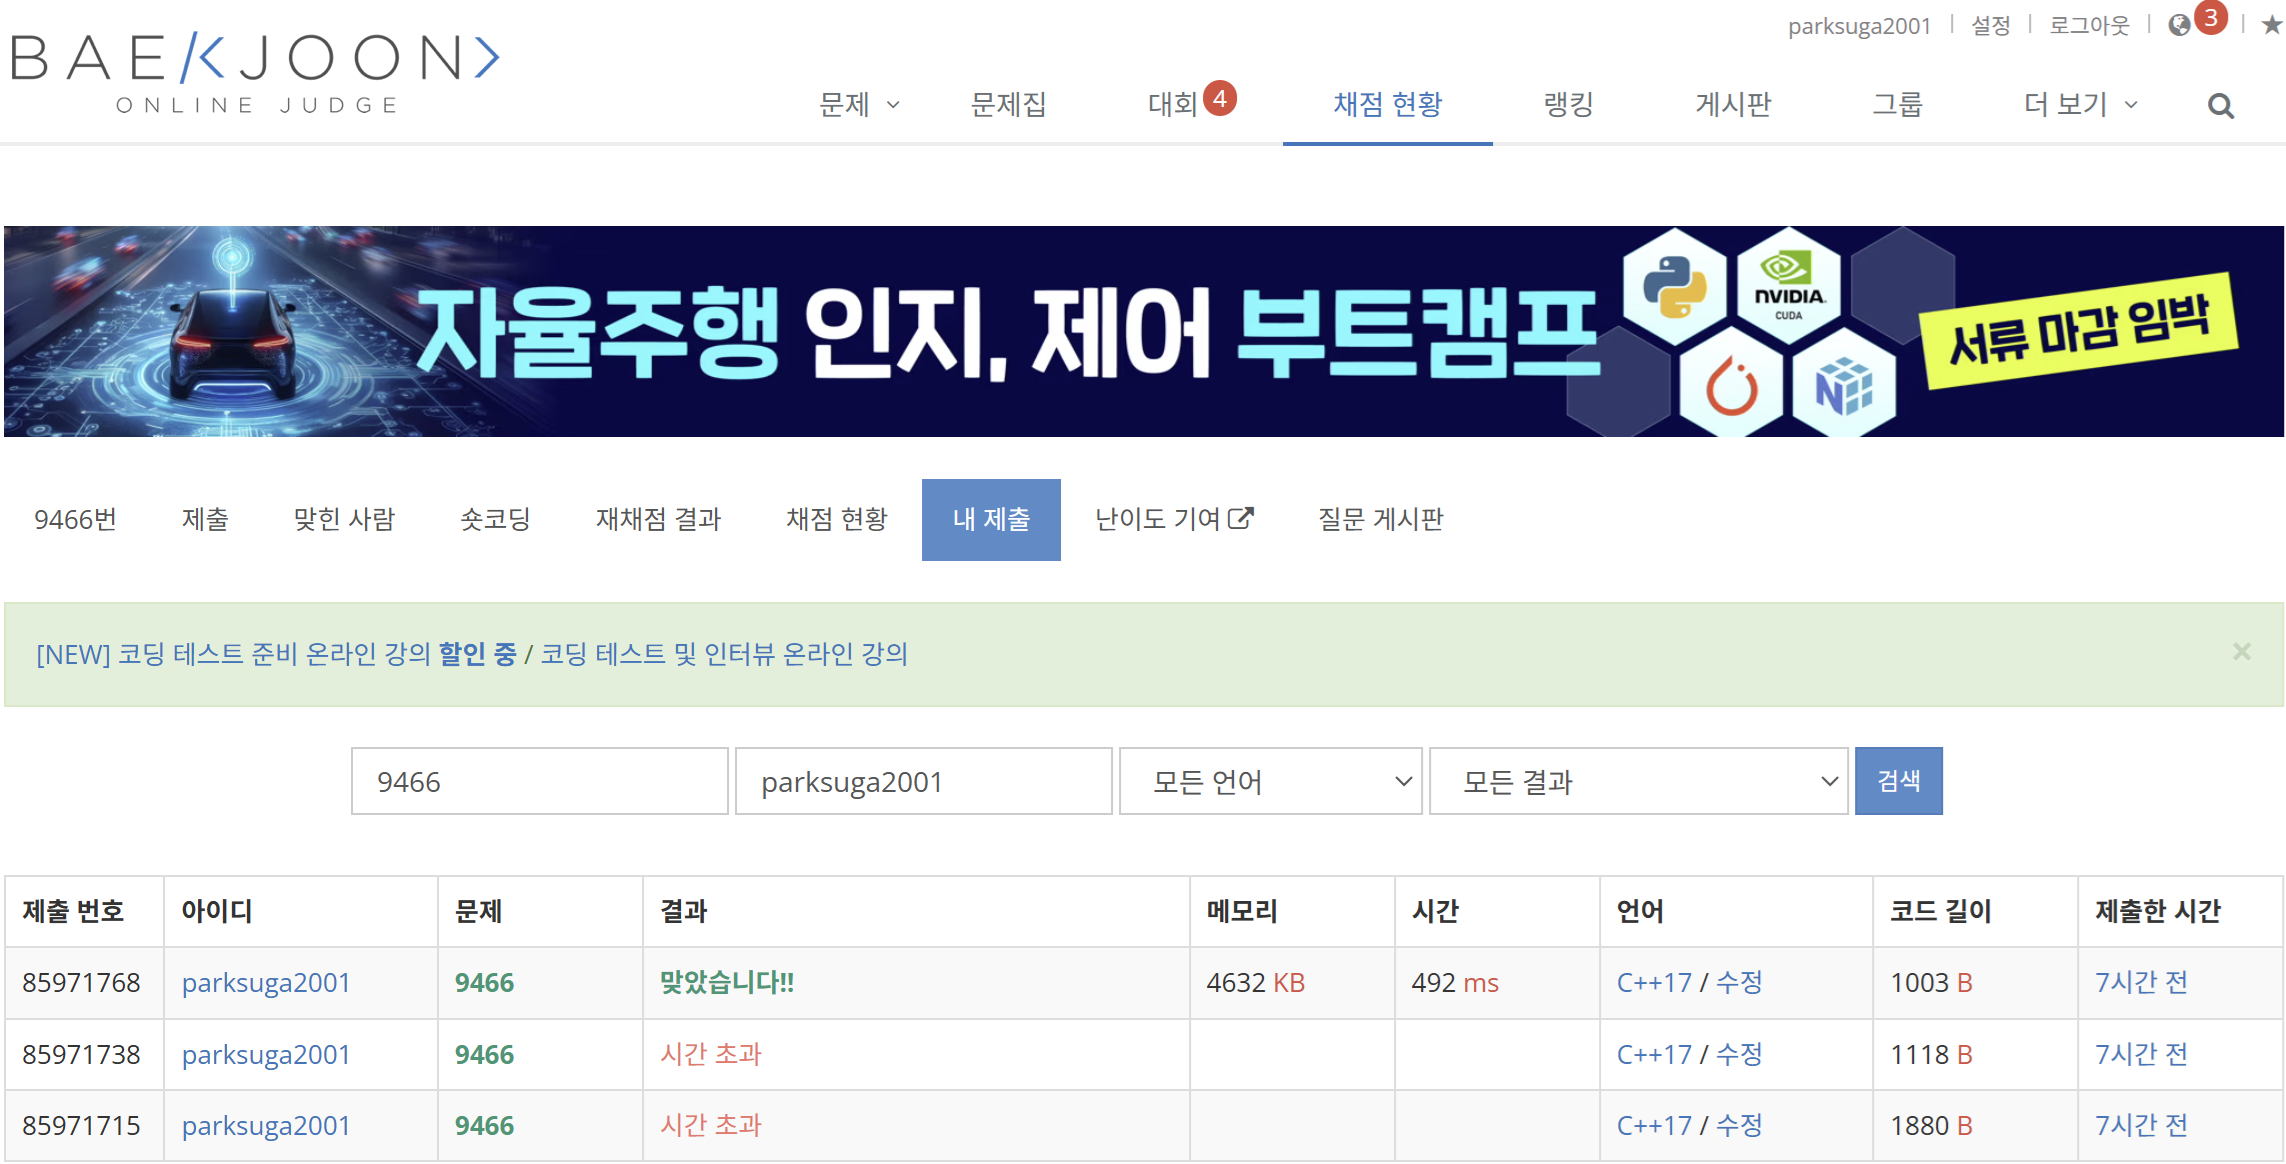 parksuga2001 | 설정 | 로그아웃 | 3 |
BAEKJOON>
ONLINE JUDGE
문제 문제집 대회 4 채점 현황 랭킹 게시판 그룹 더 보기
자율주행 인지, 제어 부트캠프 NVIDIA. CUDA 서류 마감 임박
9466번 제출 맞힌 사람 숏코딩 재채점 결과 채점 현황 내 제출 난이도 기여 질문 게시판
[NEW] 코딩 테스트 준비 온라인 강의 할인 중 / 코딩 테스트 및 인터뷰 온라인 강의 ×
9466 parksuga2001 모든 언어 모든 결과 검색
제출 번호 아이디 문제 결과 메모리 시간 언어 코드 길이 제출한 시간
85971768 parksuga2001 9466 맞았습니다!! 4632 KB 492 ms C++17 / 수정 1003 B 7시간 전
85971738 parksuga2001 9466 시간 초과 C++17 / 수정 1118 B 7시간 전
85971715 parksuga2001 9466 시간 초과 C++17 / 수정 1880 B 7시간 전